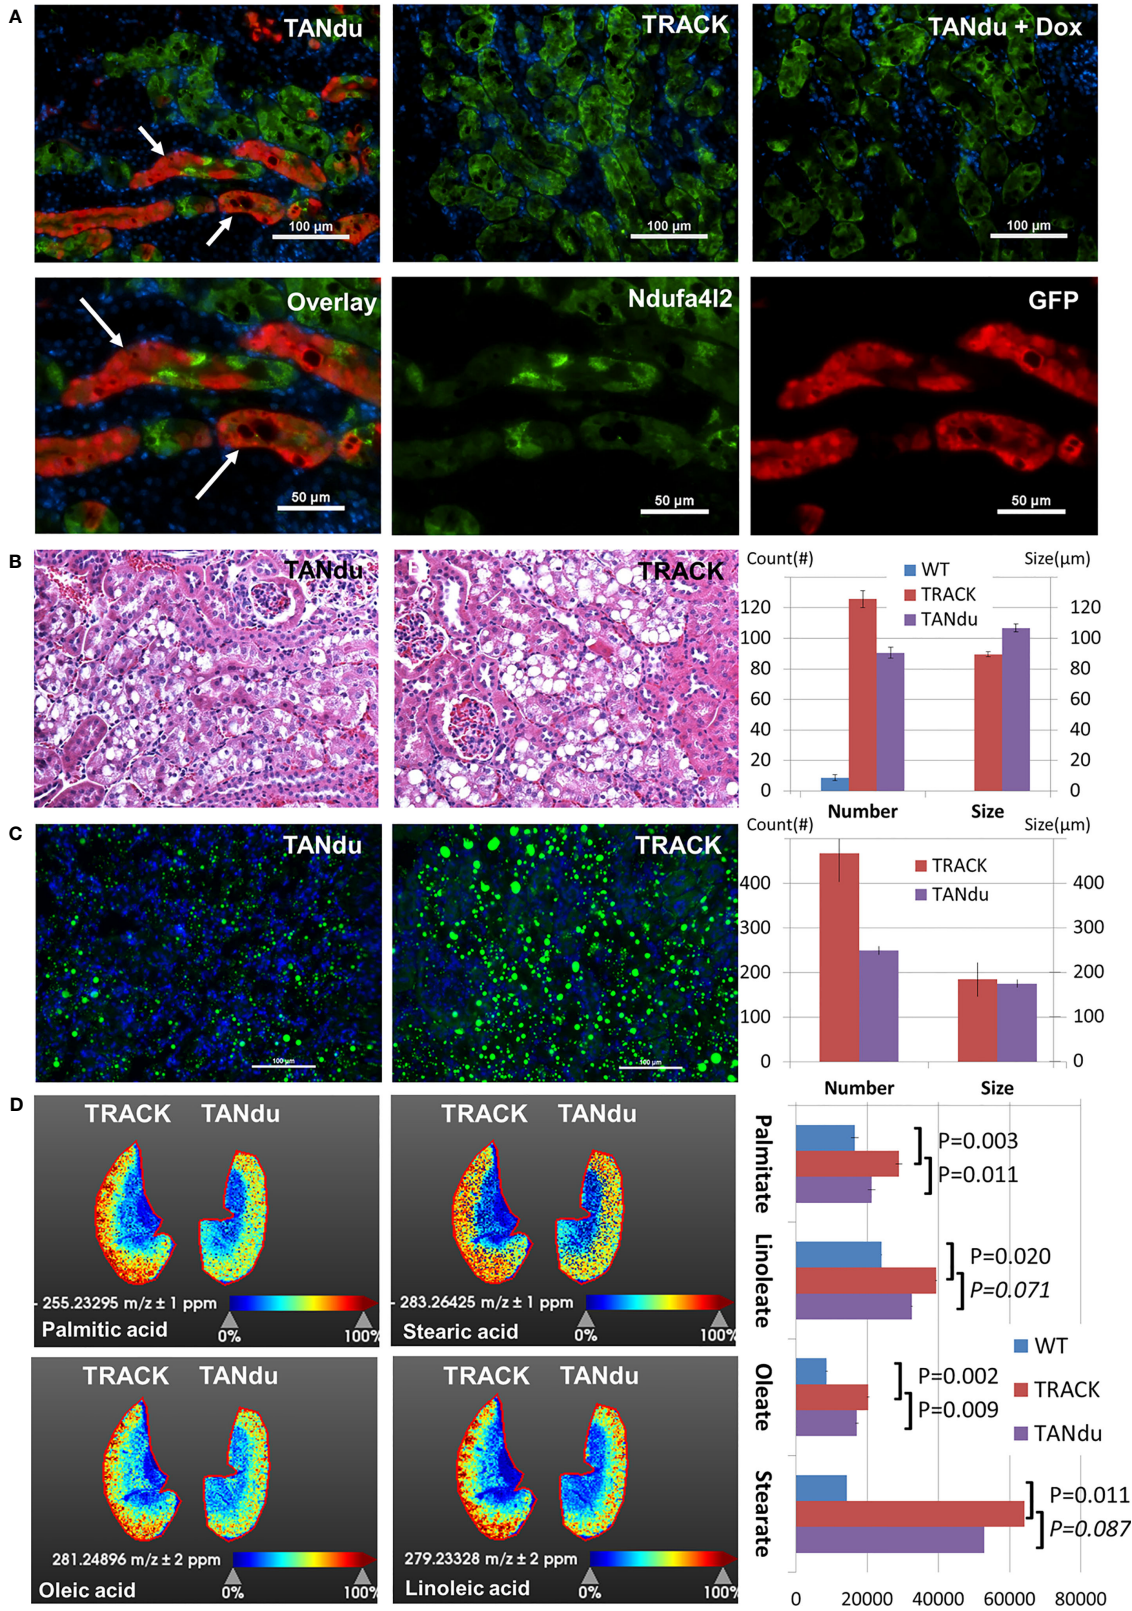 A
TANdu
TRACK
TANdu + Dox
100 µm
100 µm
100 µm
Overlay
Ndufa4l2
GFP
50 µm
50 µm
50 µm
B
TANdu
TRACK
Count(#)
Size(µm)
WT
TRACK
TANdu
120
100
80
60
40
20
0
120
100
80
60
40
20
0
Number
Size
C
TANdu
TRACK
100 µm
100 µm
Count(#)
Size(µm)
TRACK
TANdu
400
300
200
100
0
400
300
200
100
0
Number
Size
D
TRACK TANdu
- 255.23295 m/z ± 1 ppm
Palmitic acid
0%
100%
TRACK TANdu
- 283.26425 m/z ± 1 ppm
Stearic acid
0%
100%
TRACK TANdu
281.24896 m/z ± 2 ppm
Oleic acid
0%
100%
TRACK TANdu
279.23328 m/z ± 2 ppm
Linoleic acid
0%
100%
Palmitate
P=0.003
P=0.011
Linoleate
P=0.020
P=0.071
Oleate
P=0.002
P=0.009
Stearate
P=0.011
P=0.087
WT
TRACK
TANdu
0 20000 40000 60000 80000